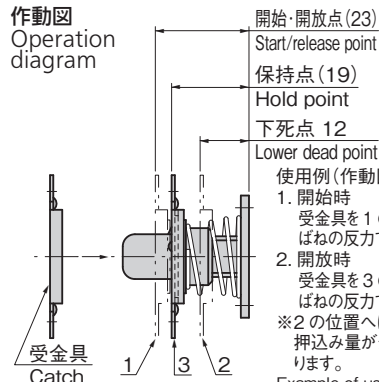 作動図
Operation
diagram
開始・開放点(23)
Start/release point
保持点(19)
Hold point
下死点 12
Lower dead point
使用例(作動
1. 開始時
受金具を1
ばねの反力で
2. 開放時
受金具を3
ばねの反力で
※2の位置へ
押込み量が
ります。
受金具
Catch
1
3
2